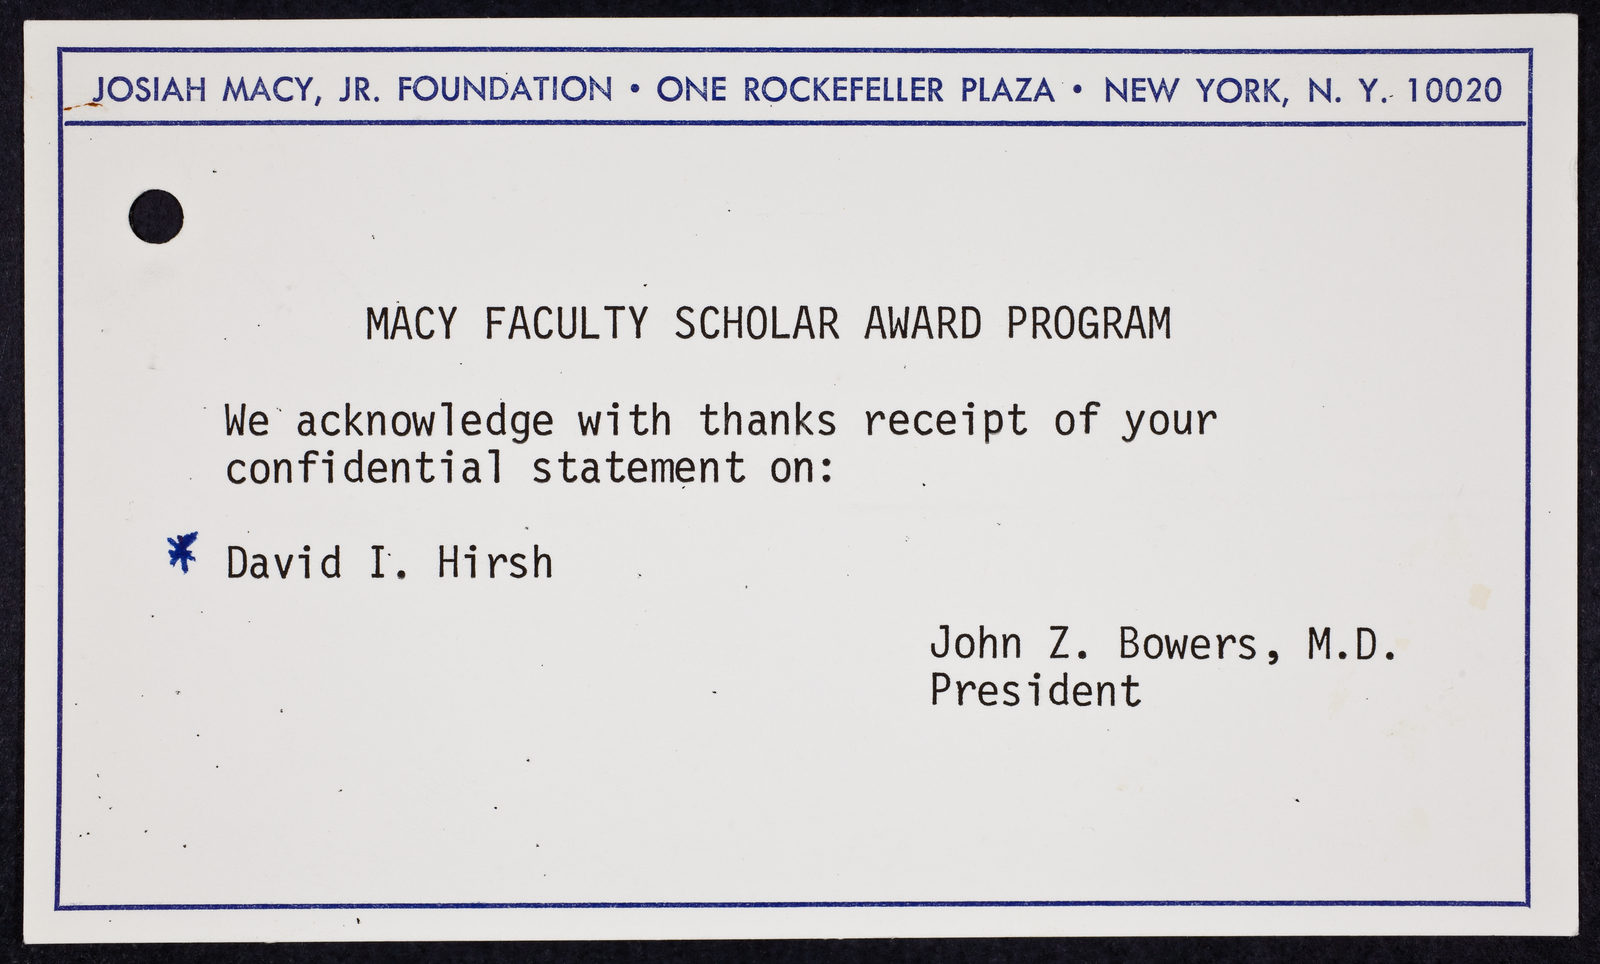 JOSIAH MACY, JR. FOUNDATION • ONE ROCKEFELLER PLAZA • NEW YORK, N. Y. 10020
MACY FACULTY SCHOLAR AWARD PROGRAM
We acknowledge with thanks receipt of your
confidential statement on:
* David I. Hirsh
John Z. Bowers, M.D.
President